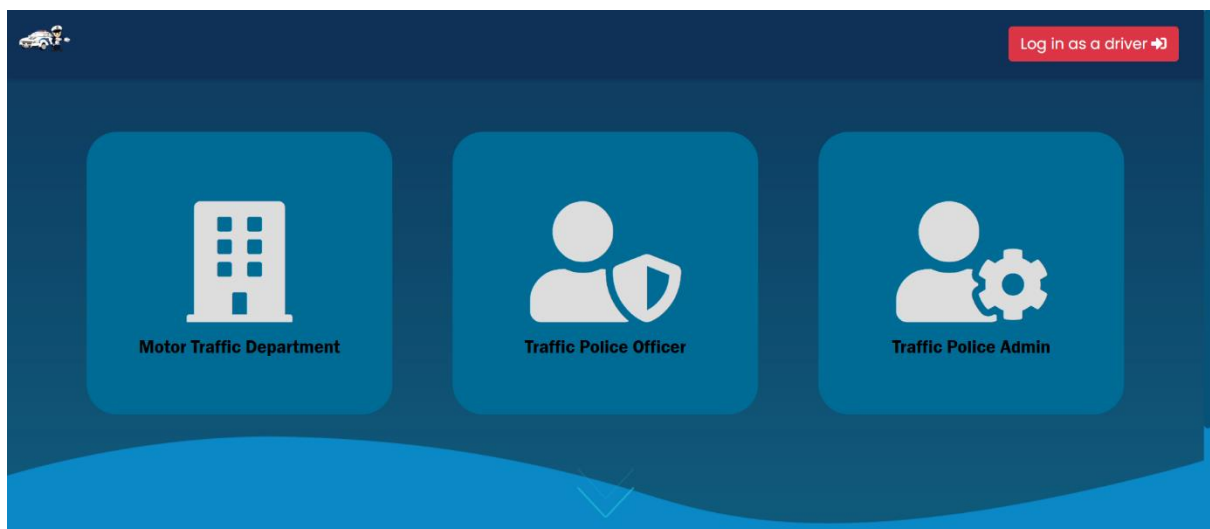 Log in as a driver
Motor Traffic Department
Traffic Police Officer
Traffic Police Admin